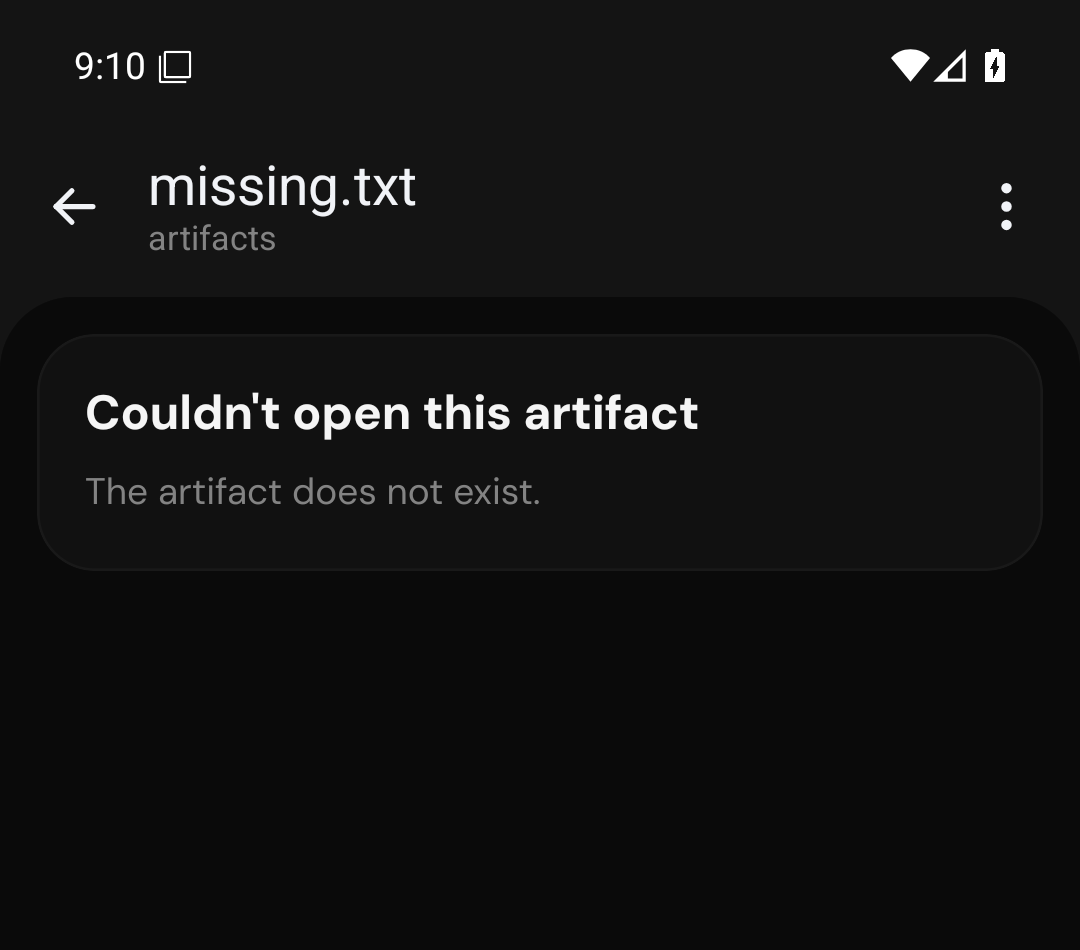 9:10
missing.txt
artifacts
Couldn't open this artifact
The artifact does not exist.